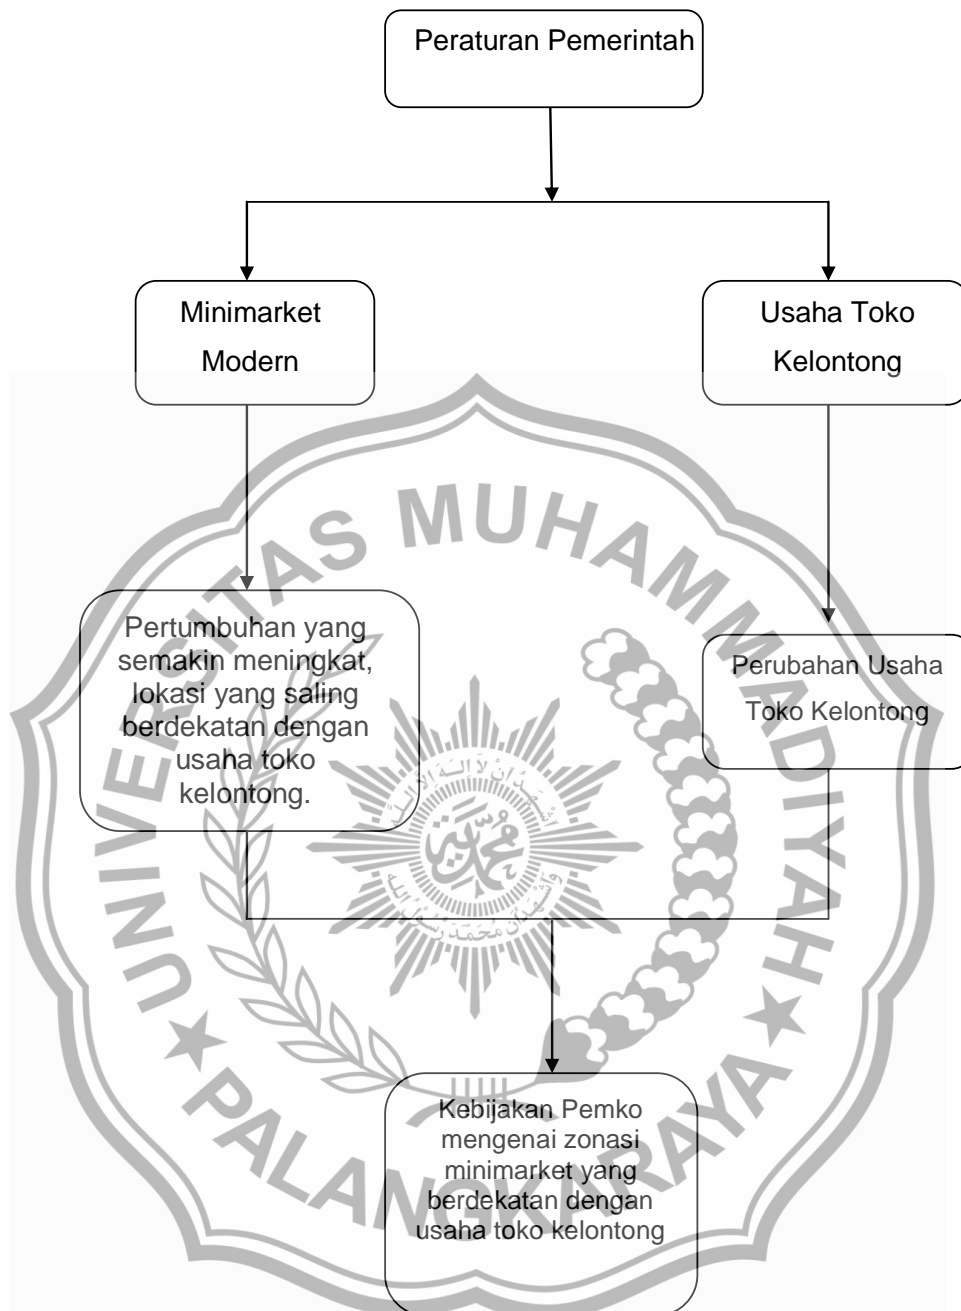 Peraturan Pemerintah
Minimarket
Modern
Usaha Toko
Kelontong
Pertumbuhan yang
semakin meningkat,
lokasi yang saling
berdekatan dengan
usaha toko
kelontong.
Perubahan Usaha
Toko Kelontong
Kebijakan Pemko
mengenai zonasi
minimarket yang
berdekatan dengan
usaha toko kelontong
UNIVERSITAS MUHAMMADIYAH
PALANGKARAYA
محمد